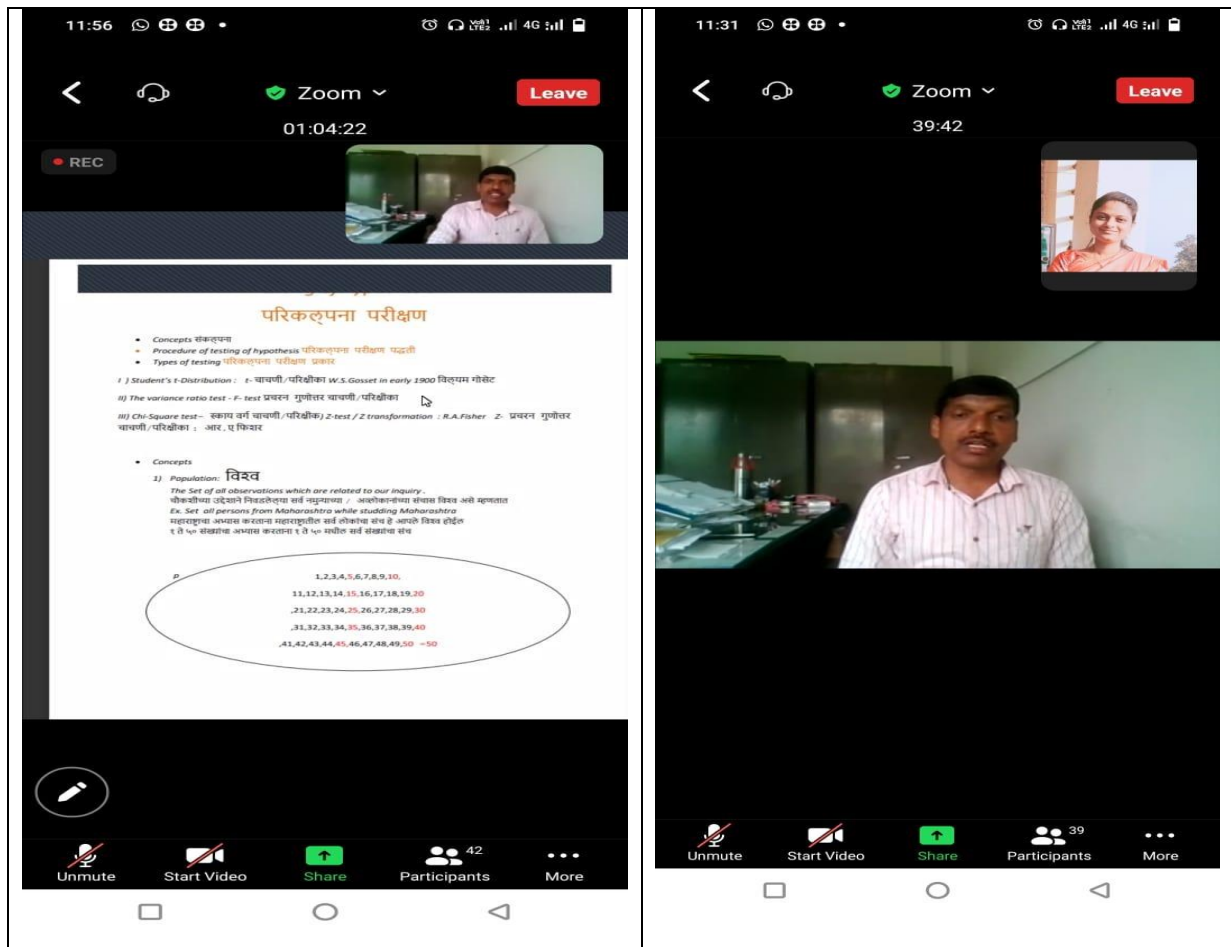 11:56
Vo))1 LTE2 4G
Zoom
Leave
01:04:22
REC
परिकल्पना परीक्षण
• Concepts संकल्पना
• Procedure of testing of hypothesis परिकल्पना परीक्षण पद्धती
• Types of testing परिकल्पना परीक्षण प्रकार
I ) Student's t-Distribution : t- चाचणी/परिक्षीका W.S.Gosset in early 1900 विल्यम गोसेट
II) The variance ratio test - F- test प्रचरन गुणोत्तर चाचणी/परिक्षीका
III) Chi-Square test– स्काय वर्ग चाचणी/परिक्षीक) Z-test / Z transformation : R.A.Fisher Z- प्रचरन गुणोत्तर
चाचणी/परिक्षीका : आर . ए फिशर
• Concepts
1) Population: विश्व
The Set of all observations which are related to our inquiry .
चौकशीच्या उद्देशाने निवडलेल्या सर्व नमुन्याच्या / अवलोकनांच्या संचास विश्व असे म्हणतात
Ex. Set all persons from Maharashtra while studding Maharashtra
महाराष्ट्राचा अभ्यास करताना महाराष्ट्रातील सर्व लोकांचा संच हे आपले विश्व होईल
१ ते ५० संख्यांचा अभ्यास करताना १ ते ५० मधील सर्व संख्यांचा संच
P
1,2,3,4,5,6,7,8,9,10,
11,12,13,14,15,16,17,18,19,20
,21,22,23,24,25,26,27,28,29,30
,31,32,33,34,35,36,37,38,39,40
,41,42,43,44,45,46,47,48,49,50 =50
Unmute
Start Video
Share
42
Participants
More
11:31
Vo))1 LTE2 4G
Zoom
Leave
39:42
Unmute
Start Video
Share
39
Participants
More